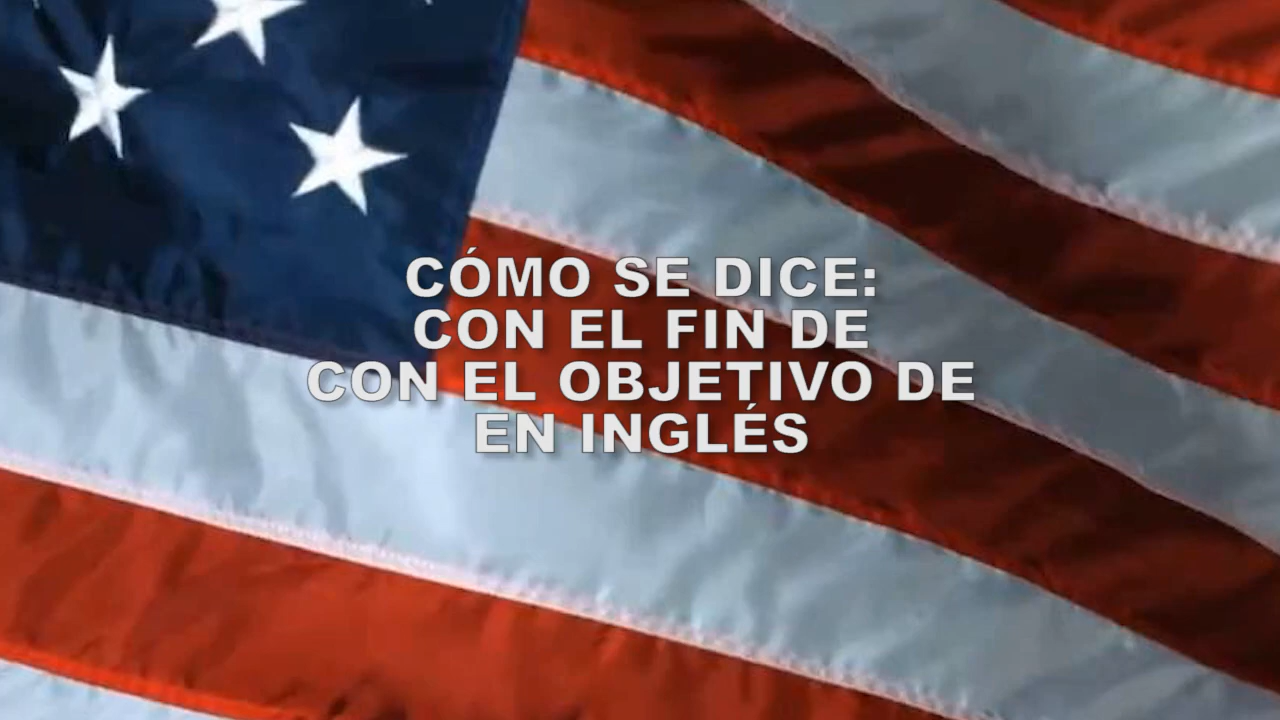 CÓMO SE DICE:
CON EL FIN DE
CON EL OBJETIVO DE
EN INGLÉS